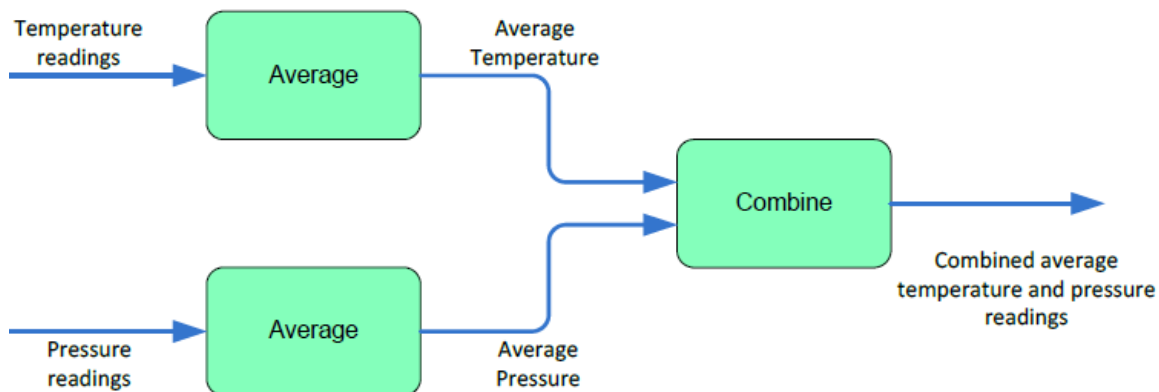 Temperature
readings
Average
Average
Temperature
Combine
Combined average
temperature and pressure
readings
Pressure
readings
Average
Average
Pressure